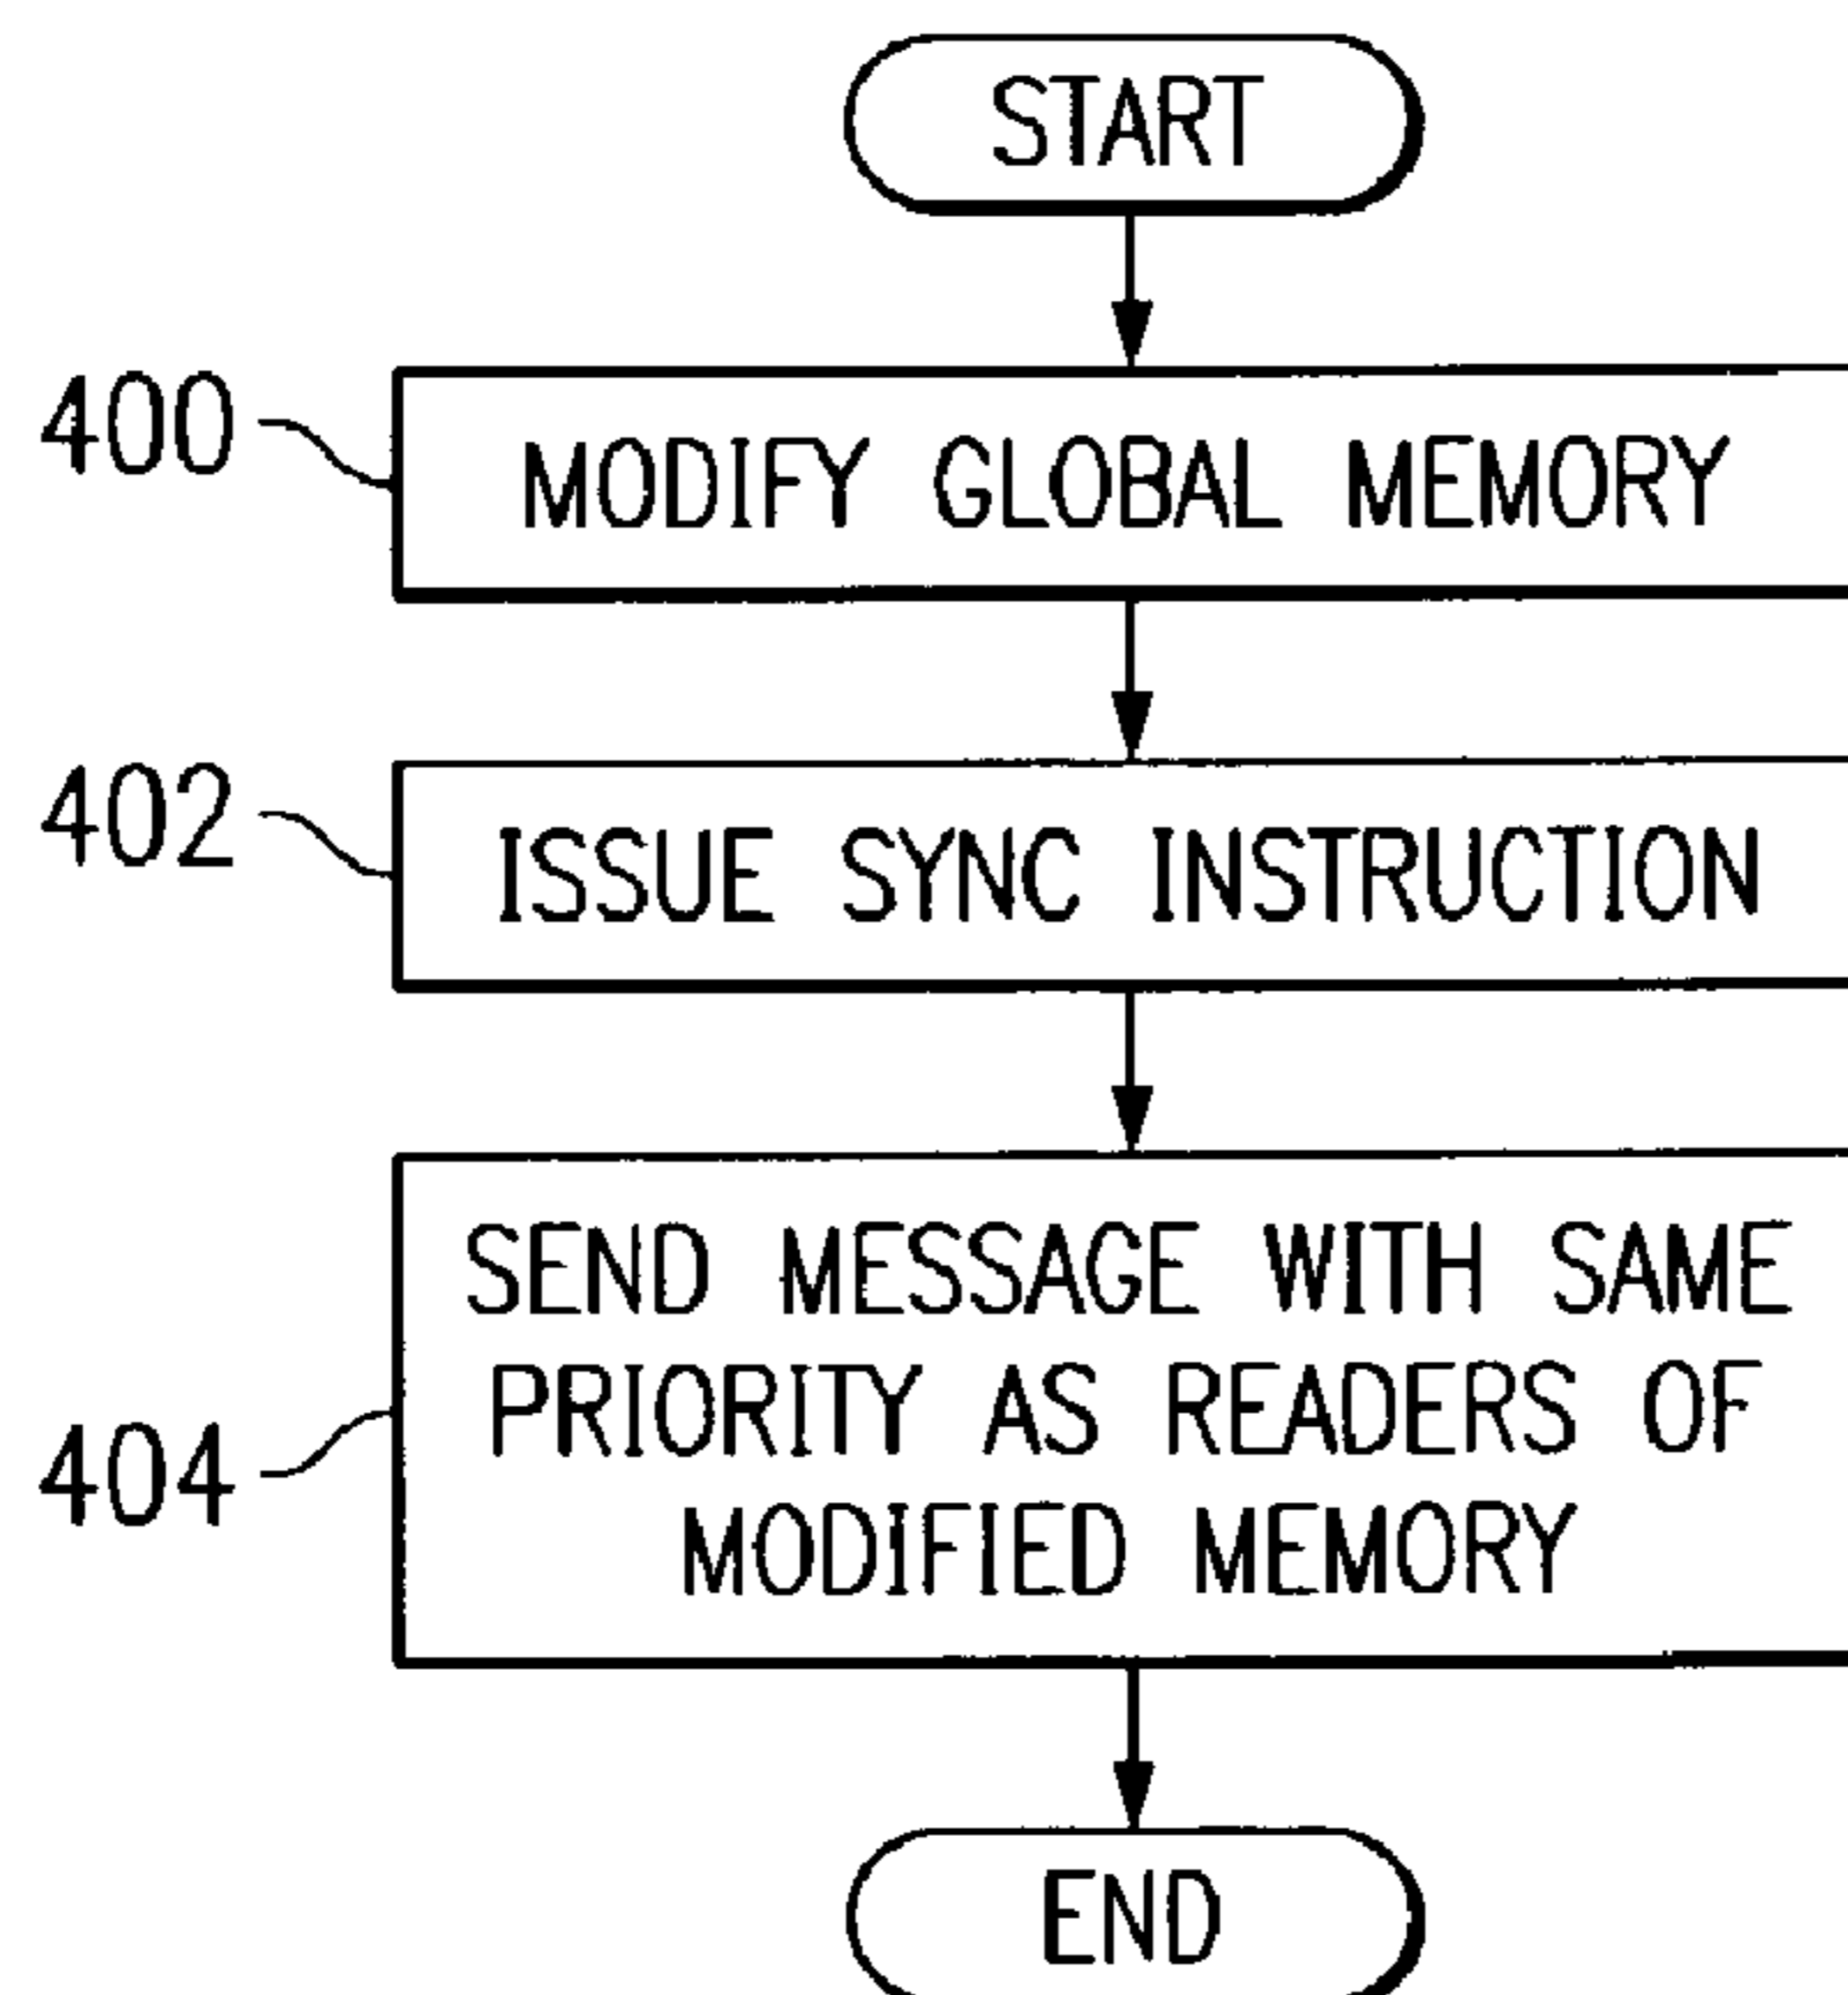 START
400
MODIFY GLOBAL MEMORY
402
ISSUE SYNC INSTRUCTION
SEND MESSAGE WITH SAME
PRIORITY AS READERS OF
404
MODIFIED MEMORY
END